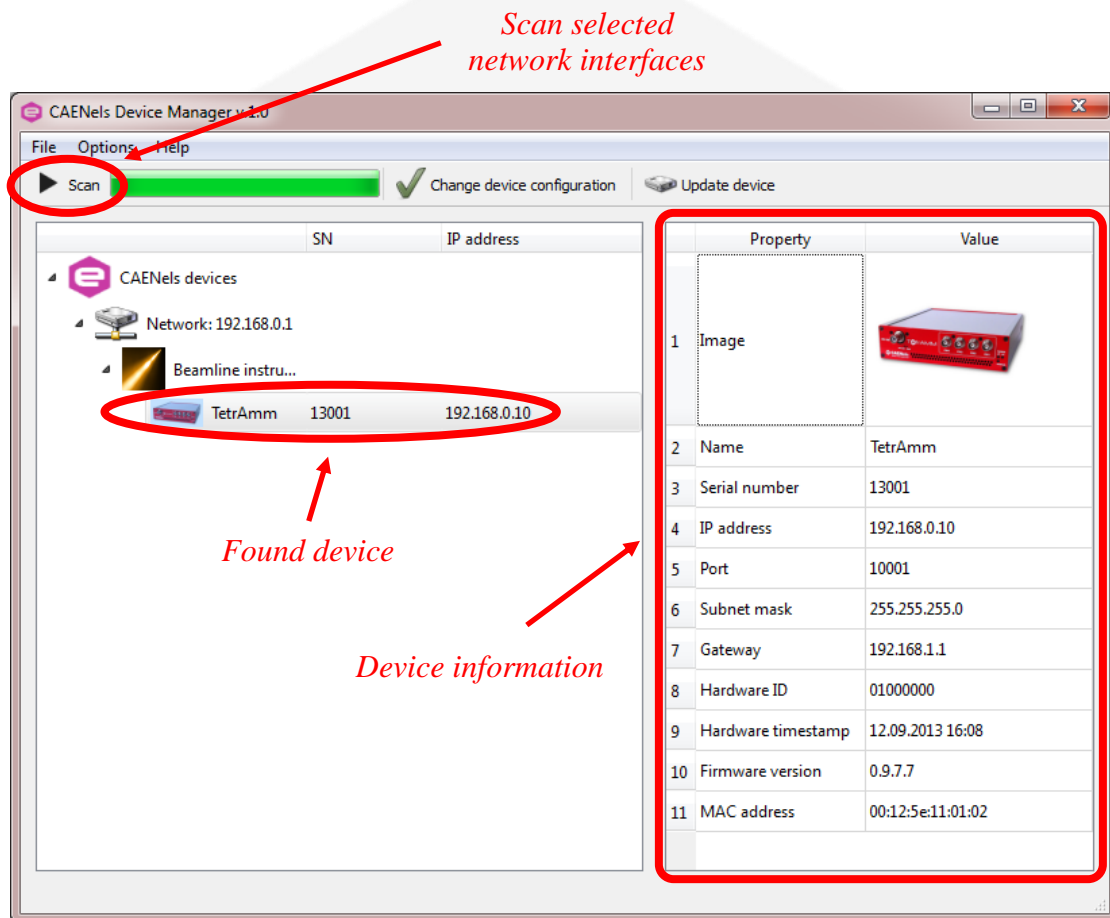 Scan selected
network interfaces
CAENels Device Manager v.1.0
File Options Help
Scan Change device configuration Update device
SN IP address
CAENels devices
Network: 192.168.0.1
Beamline instru...
TetrAmm 13001 192.168.0.10
Found device
Device information
Property Value
1 Image
2 Name TetrAmm
3 Serial number 13001
4 IP address 192.168.0.10
5 Port 10001
6 Subnet mask 255.255.255.0
7 Gateway 192.168.1.1
8 Hardware ID 01000000
9 Hardware timestamp 12.09.2013 16:08
10 Firmware version 0.9.7.7
11 MAC address 00:12:5e:11:01:02